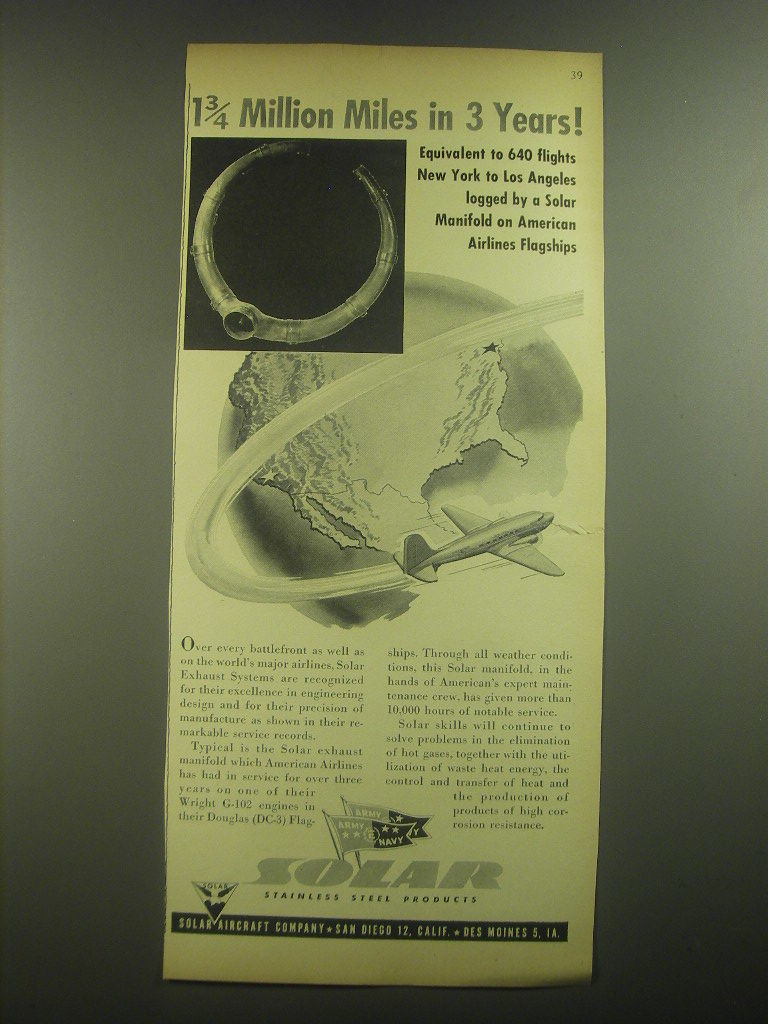 39
1¾ Million Miles in 3 Years!
Equivalent to 640 flights
New York to Los Angeles
logged by a Solar
Manifold on American
Airlines Flagships
Over every battlefront as well as
on the world's major airlines, Solar
Exhaust Systems are recognized
for their excellence in engineering
design and for their precision of
manufacture as shown in their re-
markable service records.
Typical is the Solar exhaust
manifold which American Airlines
has had in service for over three
years on one of their
Wright G-102 engines in
their Douglas (DC-3) Flag-
ships. Through all weather condi-
tions, this Solar manifold, in the
hands of American's expert main-
tenance crew, has given more than
10,000 hours of notable service.
Solar skills will continue to
solve problems in the elimination
of hot gases, together with the uti-
lization of waste heat energy, the
control and transfer of heat and
the production of
products of high cor-
rosion resistance.
ARMY
ARMY
NAVY
Y
SOLAR
STAINLESS STEEL PRODUCTS
SOLAR
SOLAR AIRCRAFT COMPANY ★ SAN DIEGO 12, CALIF. ★ DES MOINES 5, IA.